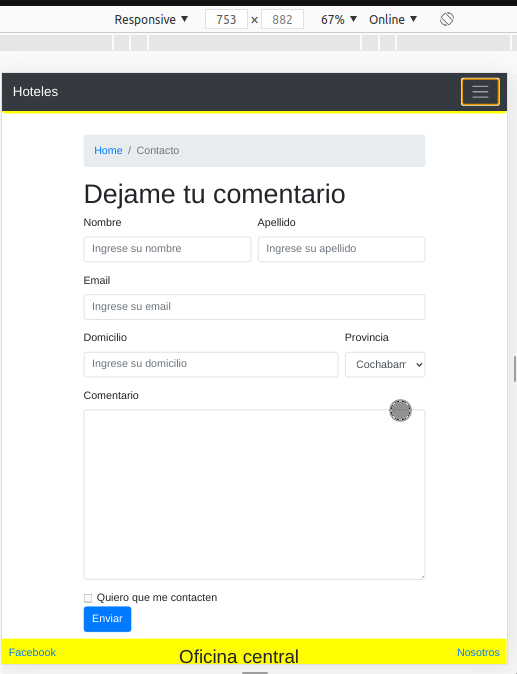 Responsive ▼ 753 × 882 67% ▼ Online ▼
Hoteles
Home / Contacto
Dejame tu comentario
Nombre Apellido
Ingrese su nombre Ingrese su apellido
Email
Ingrese su email
Domicilio Provincia
Ingrese su domicilio Cochabam
Comentario
Quiero que me contacten
Enviar
Facebook Oficina central Nosotros